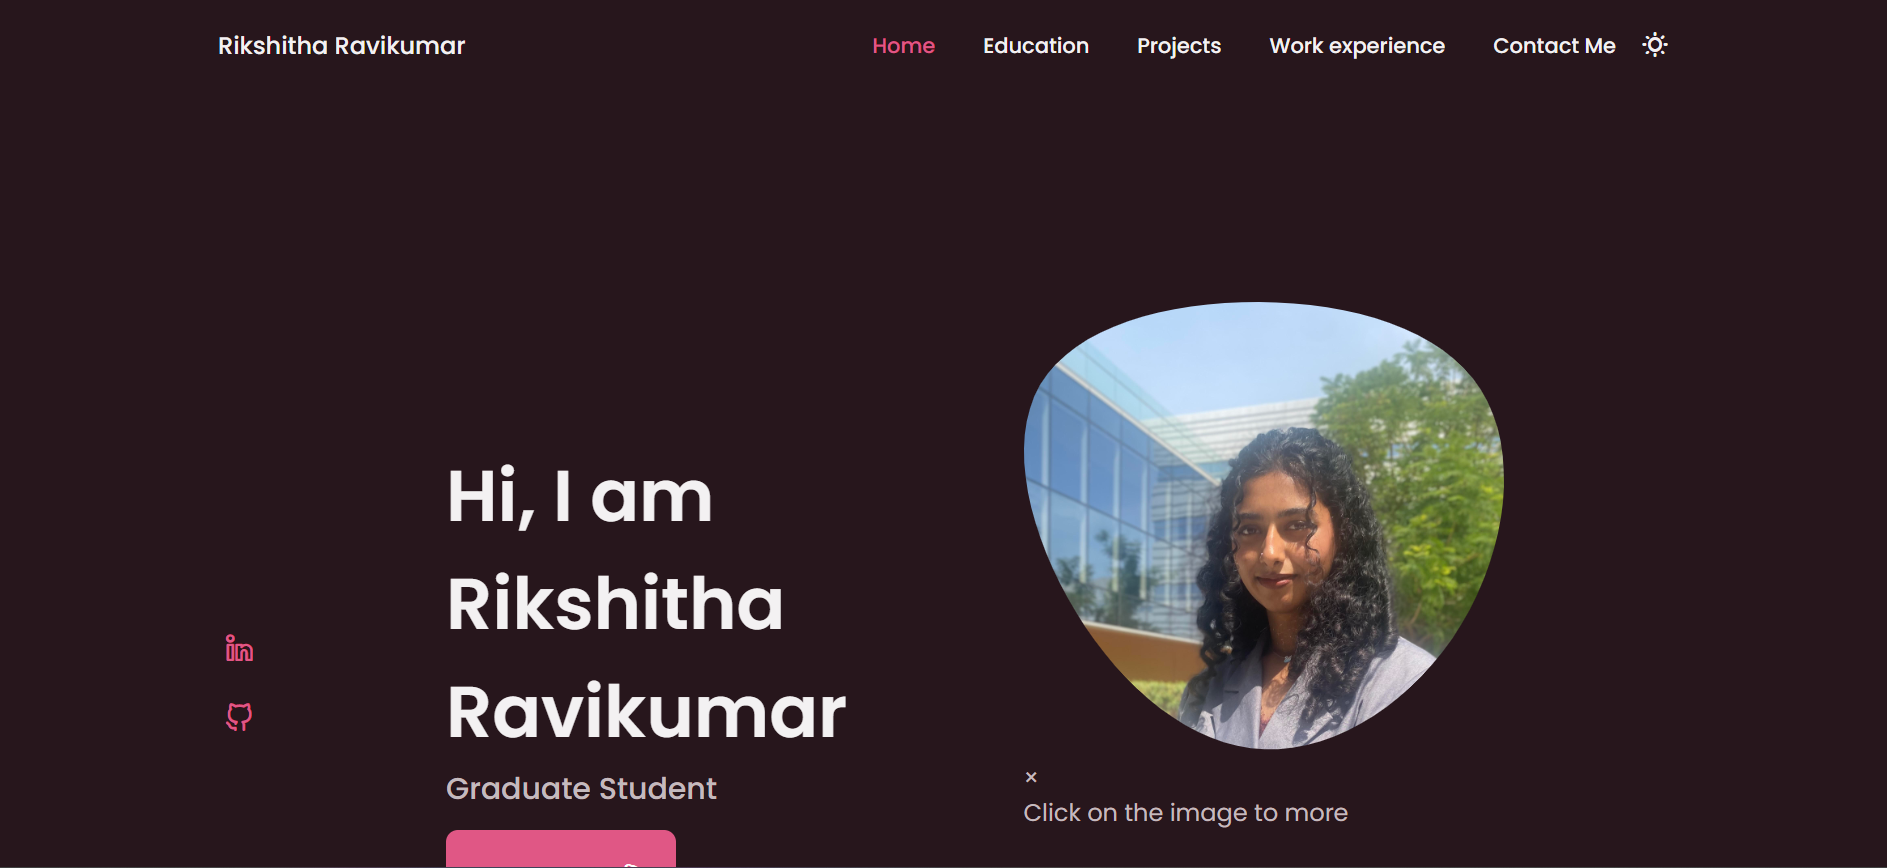 Rikshitha Ravikumar
Home Education Projects Work experience Contact Me
Hi, I am
Rikshitha
Ravikumar
Graduate Student
×
Click on the image to more